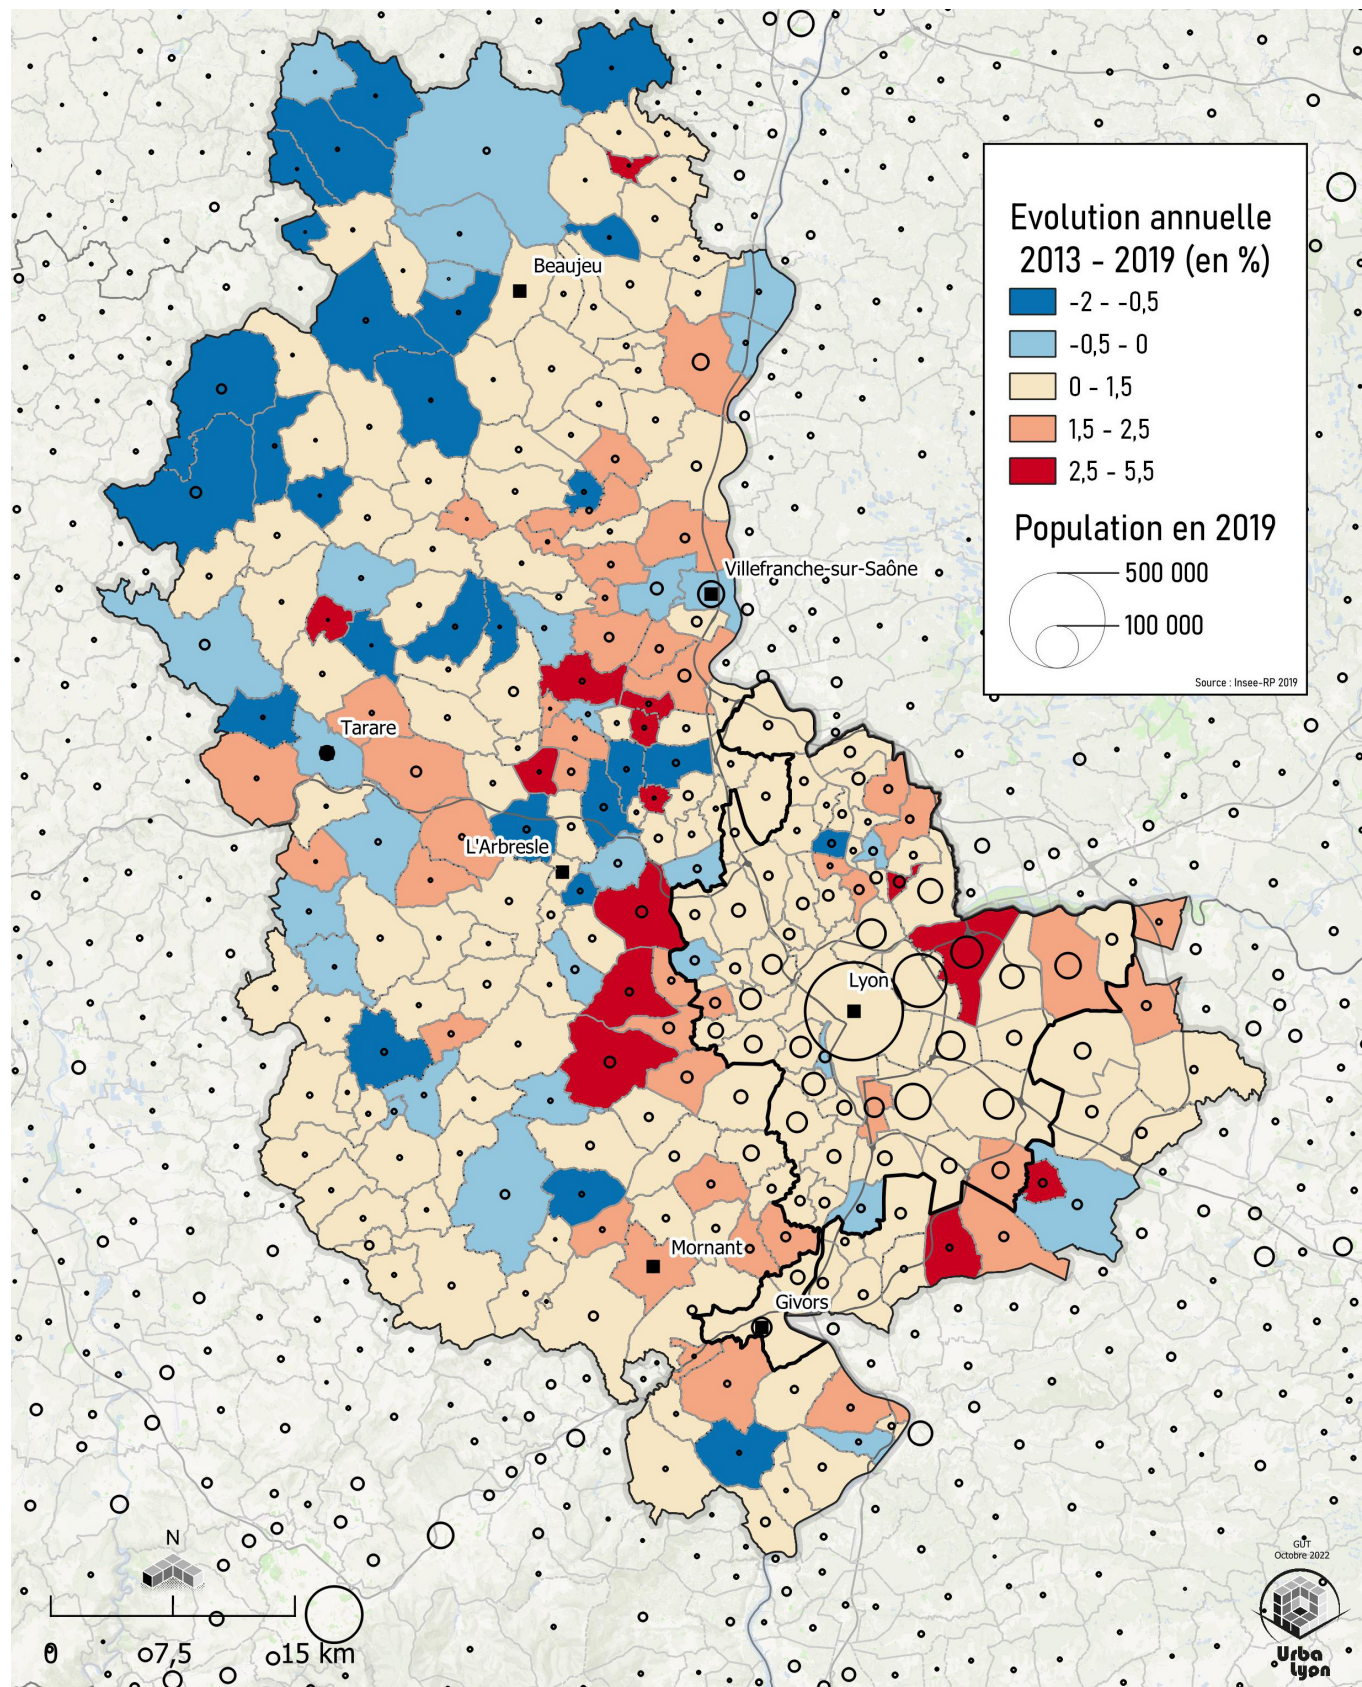 Evolution annuelle
2013 - 2019 (en %)
-2 - -0,5
-0,5 - 0
0 - 1,5
1,5 - 2,5
2,5 - 5,5
Population en 2019
500 000
100 000
Source : Insee-RP 2019
Beaujeu
Villefranche-sur-Saône
Tarare
L'Arbresle
Lyon
Mornant
Givors
N
0 7,5 15 km
GUT
Octobre 2022
Urba
Lyon